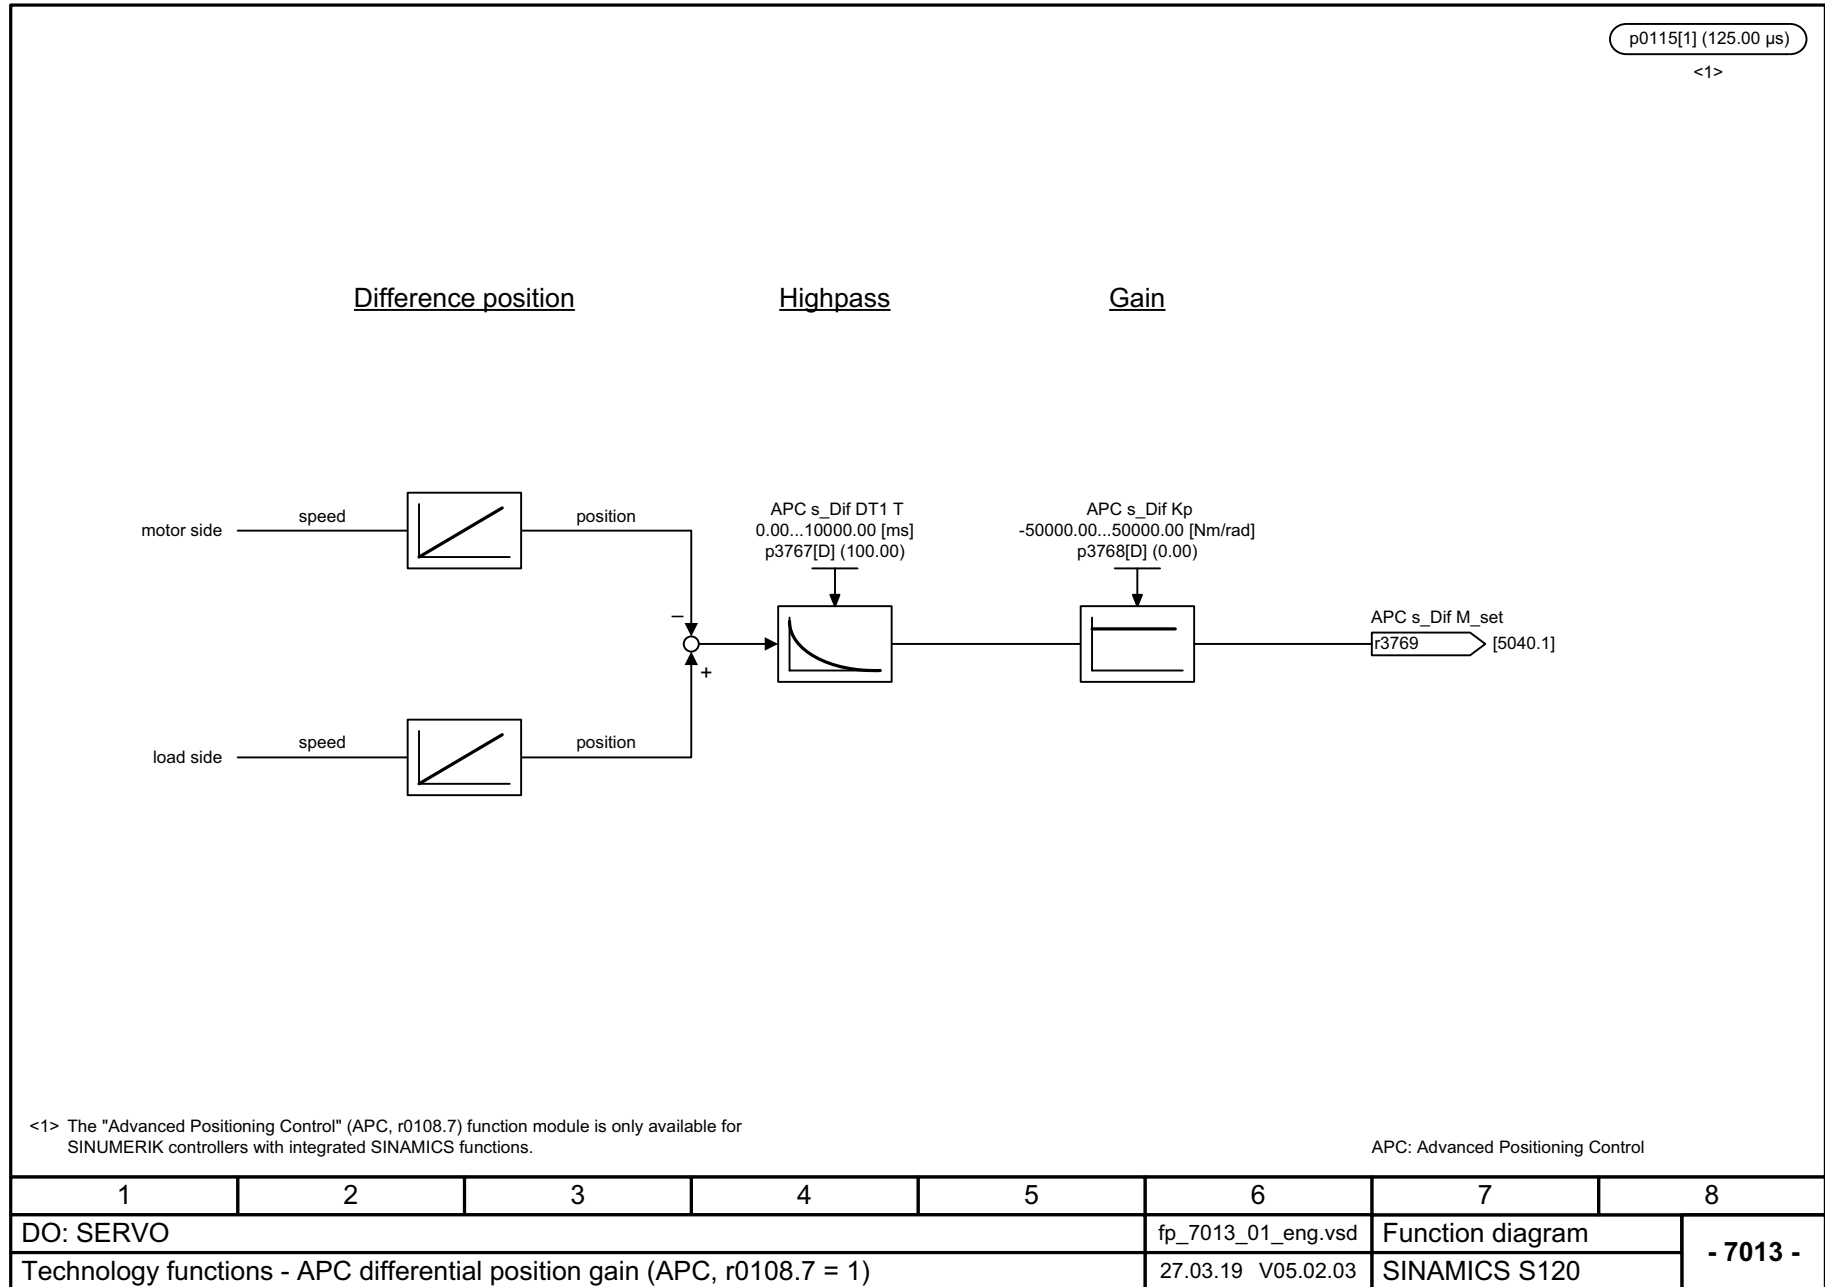 p0115[1] (125.00 µs)
<1>
Difference position
Highpass
Gain
motor side
speed
position
APC s_Dif DT1 T
0.00...10000.00 [ms]
p3767[D] (100.00)
APC s_Dif Kp
-50000.00...50000.00 [Nm/rad]
p3768[D] (0.00)
–
+
APC s_Dif M_set
r3769
[5040.1]
load side
speed
position
<1> The "Advanced Positioning Control" (APC, r0108.7) function module is only available for
SINUMERIK controllers with integrated SINAMICS functions.
APC: Advanced Positioning Control
1 2 3 4 5 6 7 8
DO: SERVO
fp_7013_01_eng.vsd
Function diagram
- 7013 -
Technology functions - APC differential position gain (APC, r0108.7 = 1)
27.03.19 V05.02.03
SINAMICS S120